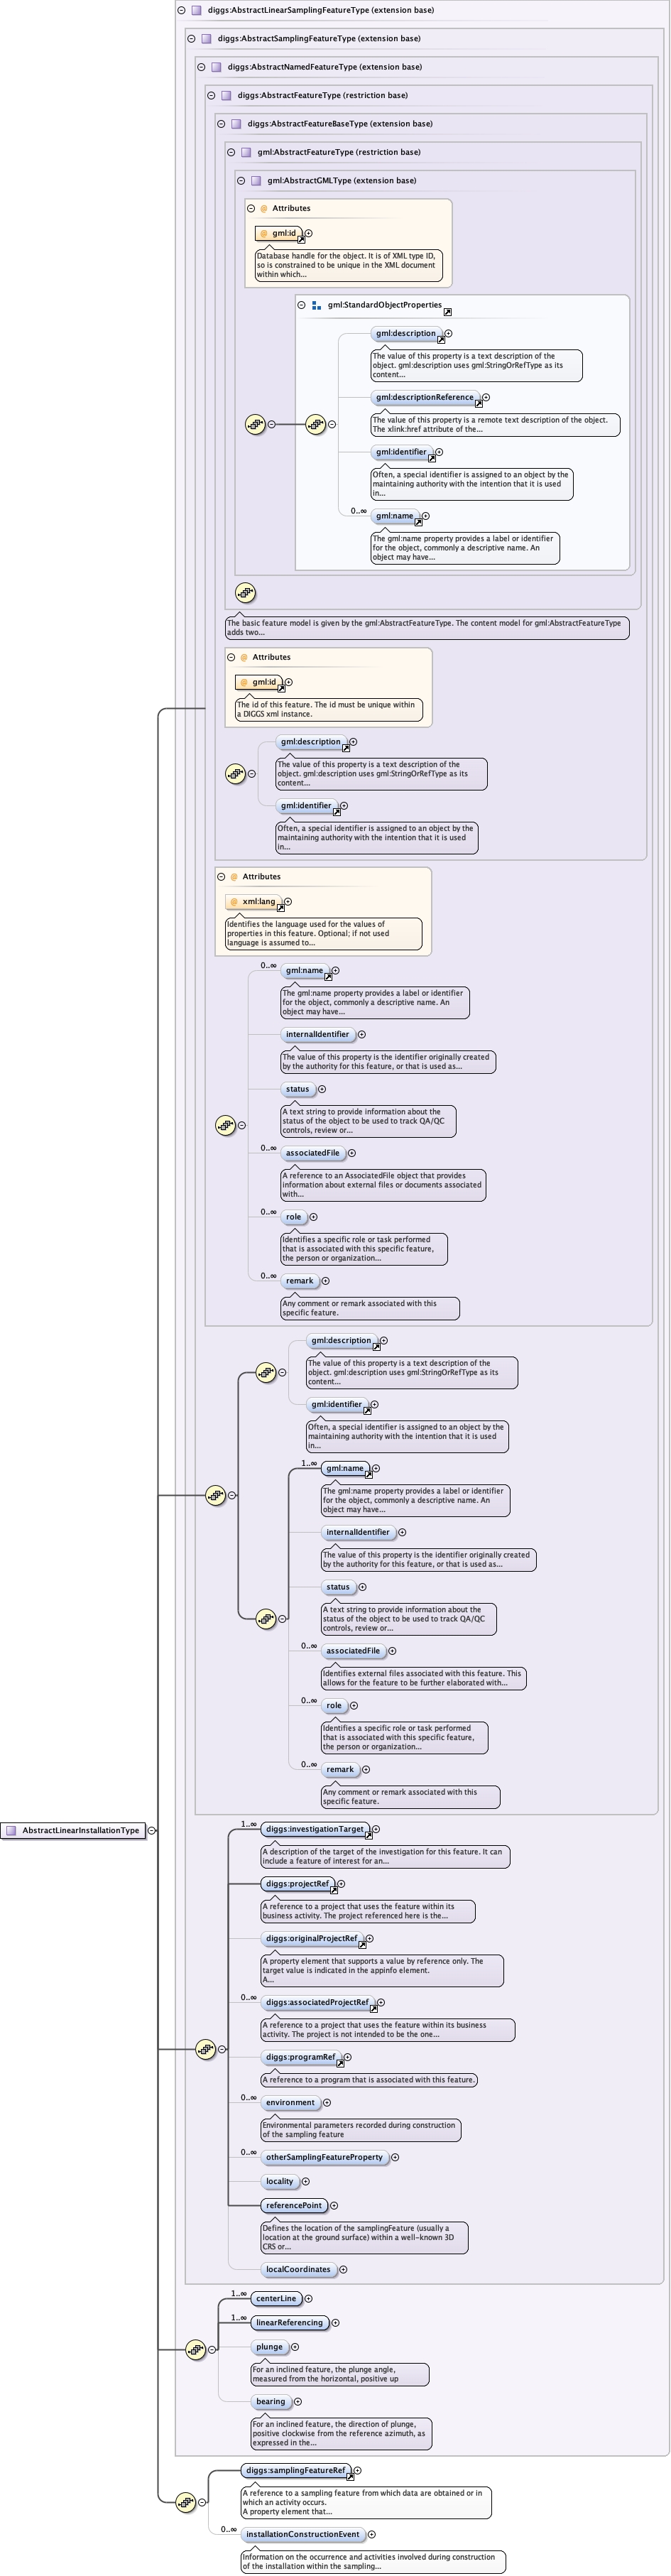 diggs:AbstractLinearSamplingFeatureType (extension base)
diggs:AbstractSamplingFeatureType (extension base)
diggs:AbstractNamedFeatureType (extension base)
diggs:AbstractFeatureType (restriction base)
diggs:AbstractFeatureBaseType (extension base)
gml:AbstractFeatureType (restriction base)
gml:AbstractGMLType (extension base)
@ Attributes
@ gml:id
Database handle for the object. It is of XML type ID,
so is constrained to be unique in the XML document
within which...
gml:StandardObjectProperties
gml:description
The value of this property is a text description of the
object. gml:description uses gml:StringOrRefType as its
content...
gml:descriptionReference
The value of this property is a remote text description of the object.
The xlink:href attribute of the...
gml:identifier
Often, a special identifier is assigned to an object by the
maintaining authority with the intention that it is used
in...
0..∞
gml:name
The gml:name property provides a label or identifier
for the object, commonly a descriptive name. An
object may have...
The basic feature model is given by the gml:AbstractFeatureType. The content model for gml:AbstractFeatureType
adds two...
@ Attributes
@ gml:id
The id of this feature. The id must be unique within
a DIGGS xml instance.
gml:description
The value of this property is a text description of the
object. gml:description uses gml:StringOrRefType as its
content...
gml:identifier
Often, a special identifier is assigned to an object by the
maintaining authority with the intention that it is used
in...
@ Attributes
@ xml:lang
Identifies the language used for the values of
properties in this feature. Optional; if not used
language is assumed to...
0..∞
gml:name
The gml:name property provides a label or identifier
for the object, commonly a descriptive name. An
object may have...
internalIdentifier
The value of this property is the identifier originally created
by the authority for this feature, or that is used as...
status
A text string to provide information about the
status of the object to be used to track QA/QC
controls, review or...
0..∞
associatedFile
A reference to an AssociatedFile object that provides
information about external files or documents associated
with...
0..∞
role
Identifies a specific role or task performed
that is associated with this specific feature,
the person or organization...
0..∞
remark
Any comment or remark associated with this
specific feature.
gml:description
The value of this property is a text description of the
object. gml:description uses gml:StringOrRefType as its
content...
gml:identifier
Often, a special identifier is assigned to an object by the
maintaining authority with the intention that it is used
in...
1..∞
gml:name
The gml:name property provides a label or identifier
for the object, commonly a descriptive name. An
object may have...
internalIdentifier
The value of this property is the identifier originally created
by the authority for this feature, or that is used as...
status
A text string to provide information about the
status of the object to be used to track QA/QC
controls, review or...
0..∞
associatedFile
Identifies external files associated with this feature. This
allows for the feature to be further elaborated with...
0..∞
role
Identifies a specific role or task performed
that is associated with this specific feature,
the person or organization...
0..∞
remark
Any comment or remark associated with this
specific feature.
AbstractLinearInstallationType
1..∞
diggs:investigationTarget
A description of the target of the investigation for this feature. It can
include a feature of interest for an...
diggs:projectRef
A reference to a project that uses the feature within its
business activity. The project referenced here is the...
diggs:originalProjectRef
A property element that supports a value by reference only. The
target value is indicated in the appinfo element.
A...
0..∞
diggs:associatedProjectRef
A reference to a project that uses the feature within its business
activity. The project is not intended to be the one...
diggs:programRef
A reference to a program that is associated with this feature.
0..∞
environment
Environmental parameters recorded during construction
of the sampling feature
0..∞
otherSamplingFeatureProperty
locality
referencePoint
Defines the location of the samplingFeature (usually a
location at the ground surface) within a well-known 3D
CRS or...
localCoordinates
1..∞
centerLine
1..∞
linearReferencing
plunge
For an inclined feature, the plunge angle,
measured from the horizontal, positive up
bearing
For an inclined feature, the direction of plunge,
positive clockwise from the reference azimuth, as
expressed in the...
diggs:samplingFeatureRef
A reference to a sampling feature from which data are obtained or in
which an activity occurs.
A property element that...
0..∞
installationConstructionEvent
Information on the occurrence and activities involved during construction
of the installation within the sampling...